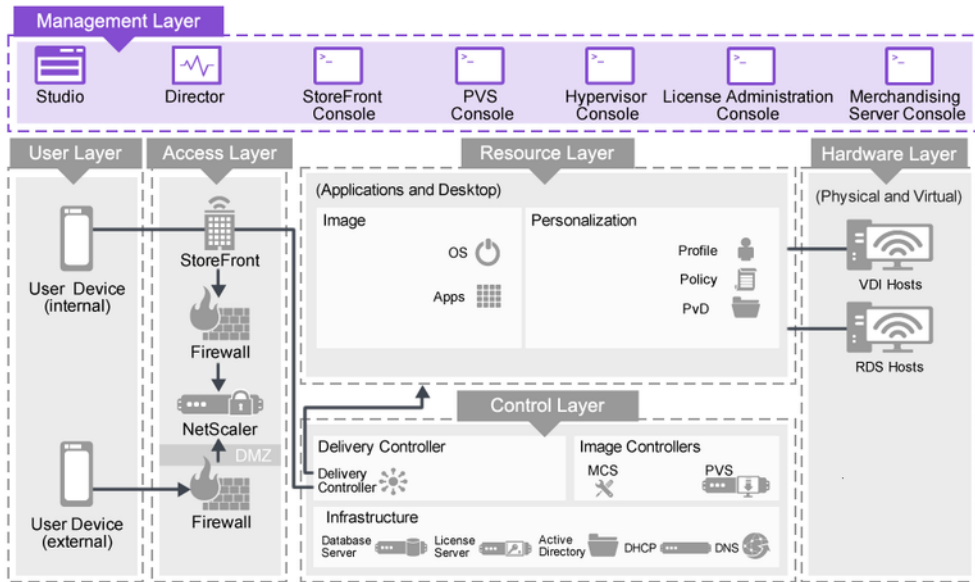 Management Layer
Studio
Director
StoreFront
Console
PVS
Console
Hypervisor
Console
License Administration
Console
Merchandising
Server Console
User Layer
Access Layer
Resource Layer
Hardware Layer
User Device
(internal)
User Device
(external)
StoreFront
Firewall
NetScaler
DMZ
Firewall
(Applications and Desktop)
Image
OS
Apps
Personalization
Profile
Policy
PvD
(Physical and Virtual)
VDI Hosts
RDS Hosts
Control Layer
Delivery Controller
Delivery
Controller
Image Controllers
MCS
PVS
Infrastructure
Database
Server
License
Server
Active
Directory
DHCP
DNS